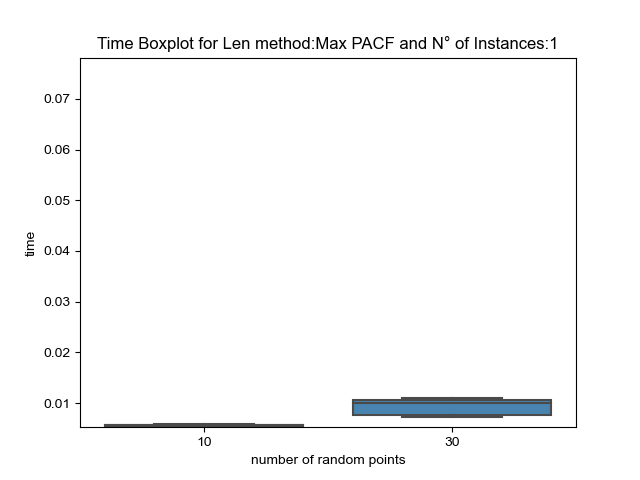 Time Boxplot for Len method:Max PACF and N° of Instances:1
0.07
0.06
0.05
0.04
0.03
0.02
0.01
time
10 30
number of random points